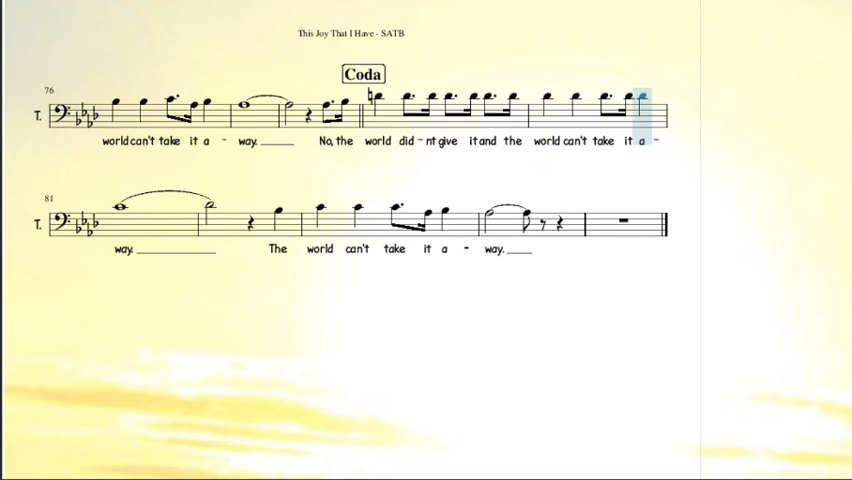 This Joy That I Have - SATB
Coda
76
T.
world can't take it a - way. No, the world did - nt give it and the world can't take it a -
81
T.
way. The world can't take it a - way.